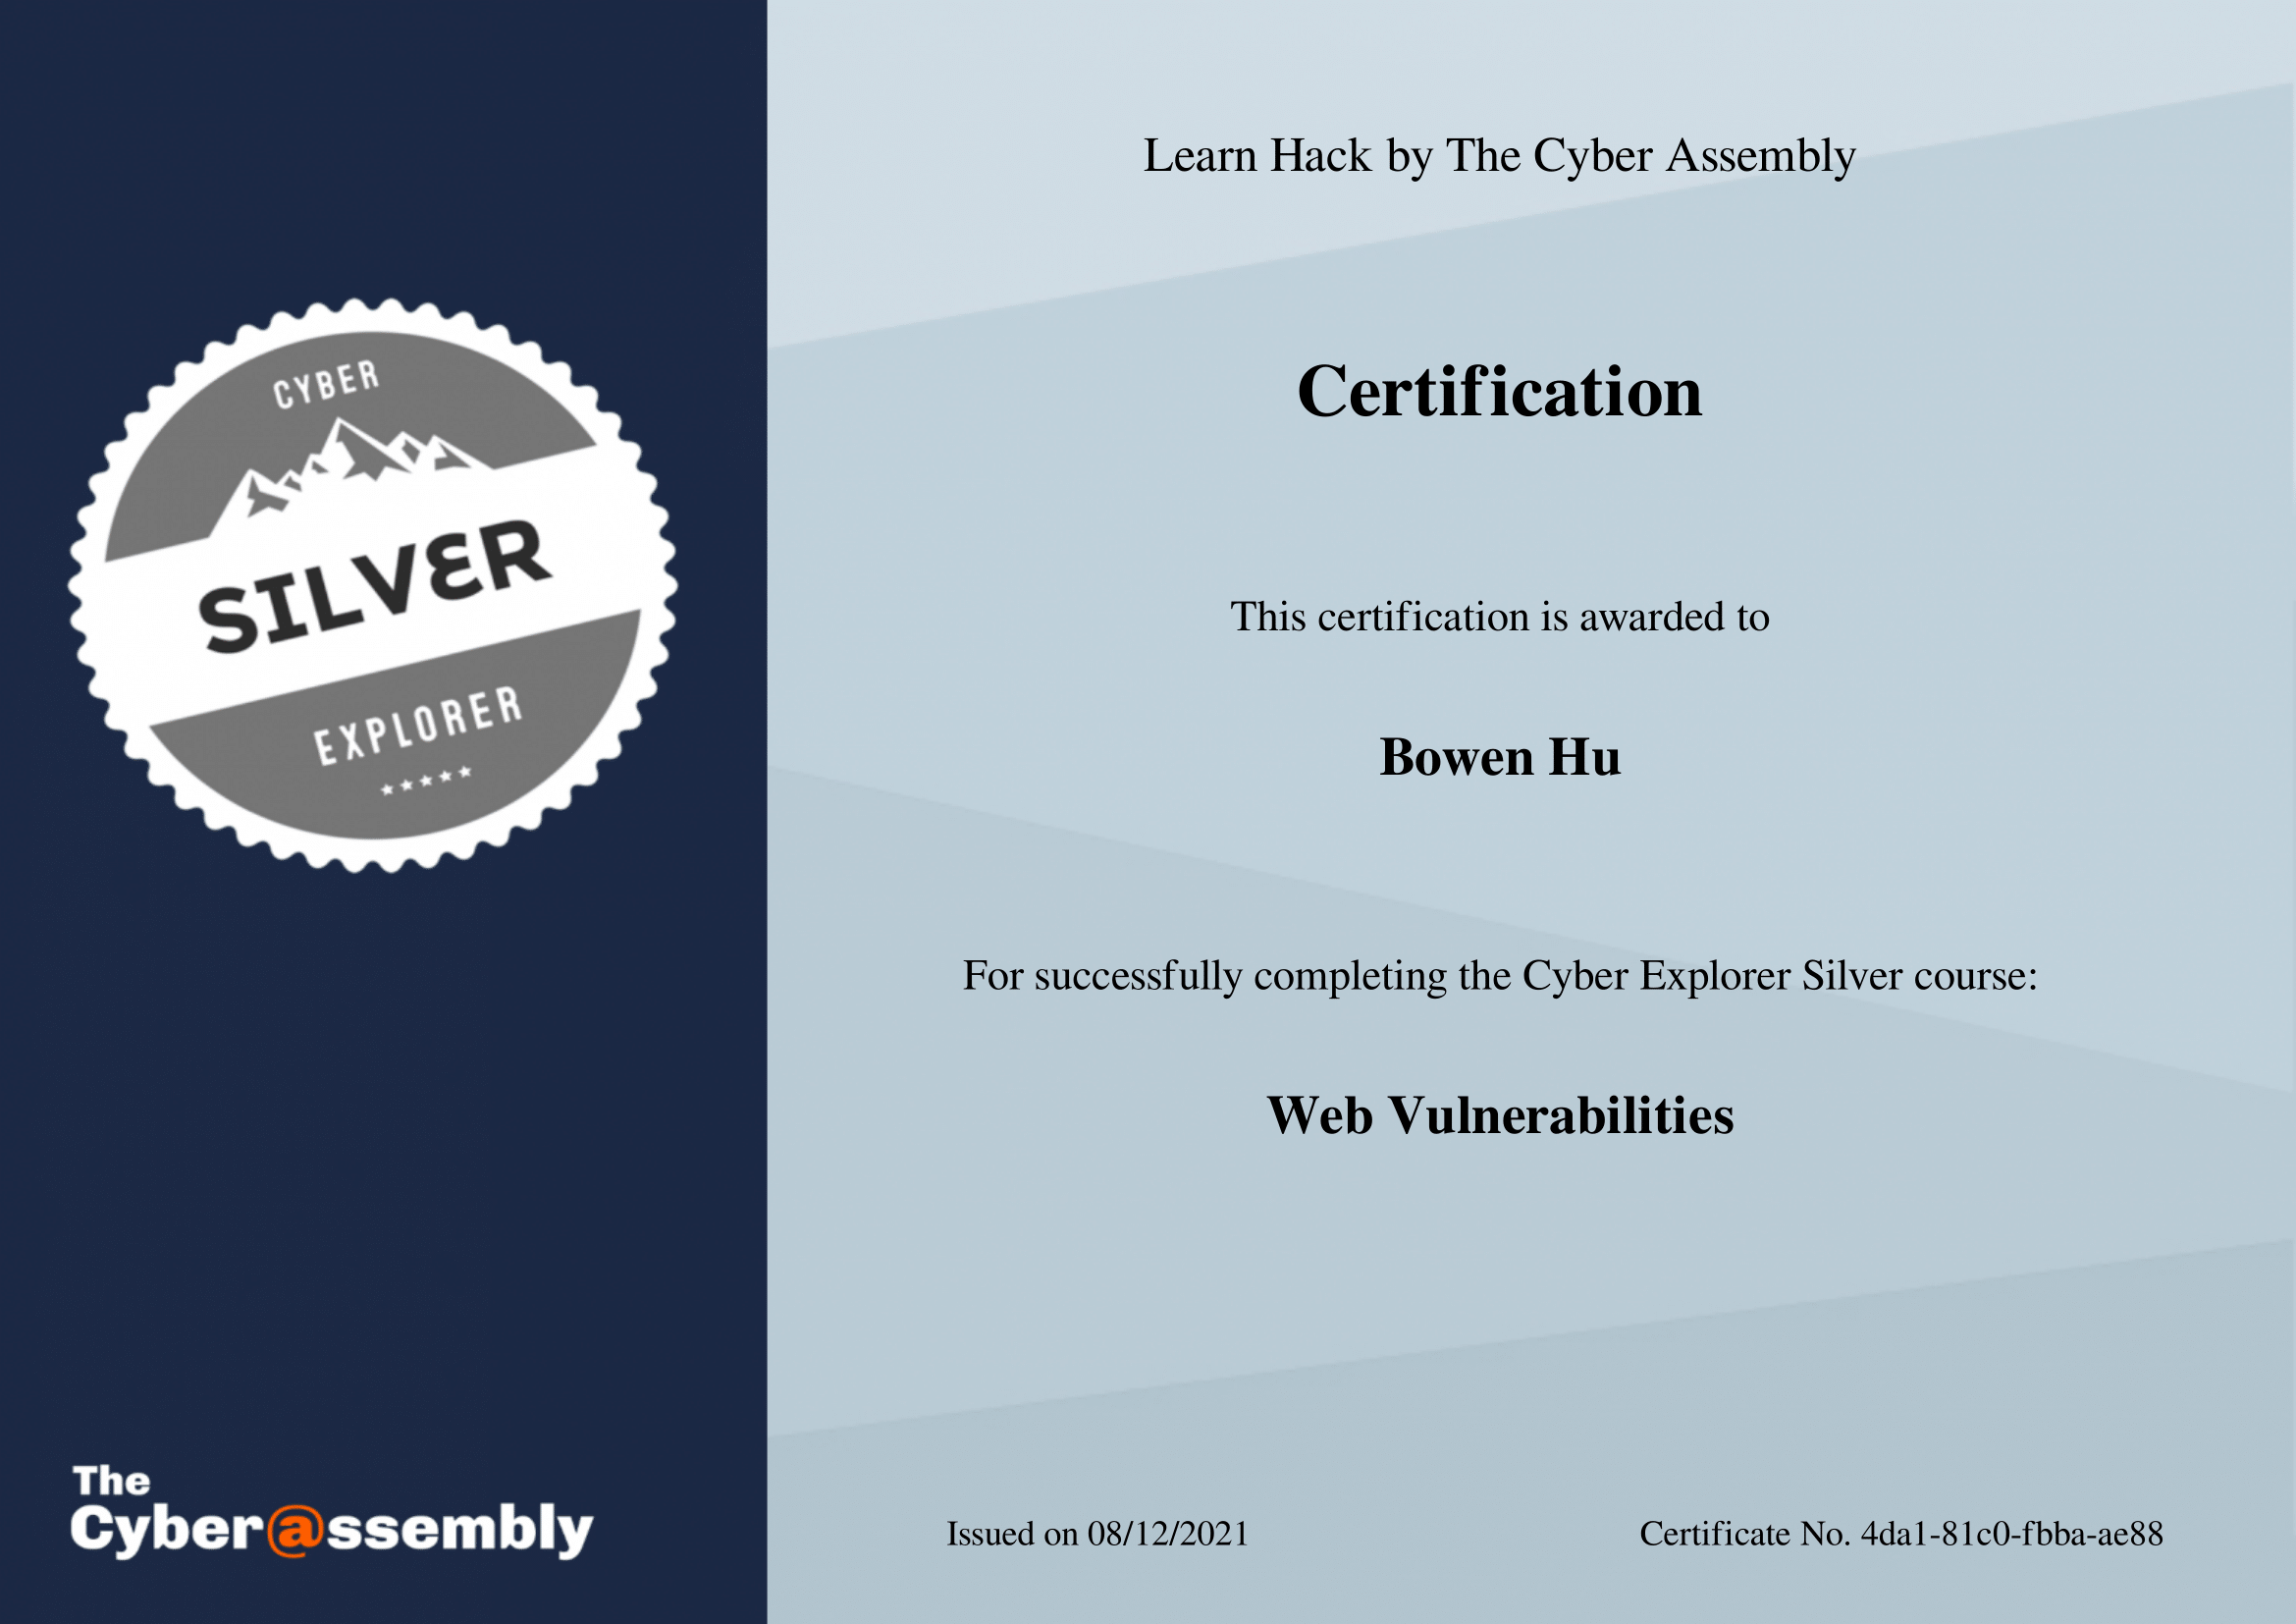 CYBER
SILVER
EXPLORER
The
Cyber@ssembly
Learn Hack by The Cyber Assembly
Certification
This certification is awarded to
Bowen Hu
For successfully completing the Cyber Explorer Silver course:
Web Vulnerabilities
Issued on 08/12/2021
Certificate No. 4da1-81c0-fbba-ae88